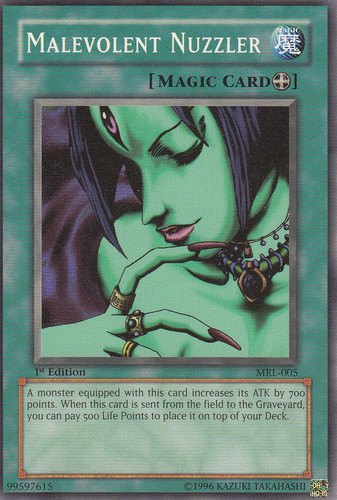 MALEVOLENT NUZZLER
MAGIC
魔
[MAGIC CARD]
1st Edition
MRL-005
A monster equipped with this card increases its ATK by 700
points. When this card is sent from the field to the Graveyard,
you can pay 500 Life Points to place it on top of your Deck.
99597615
©1996 KAZUKI TAKAHASHI